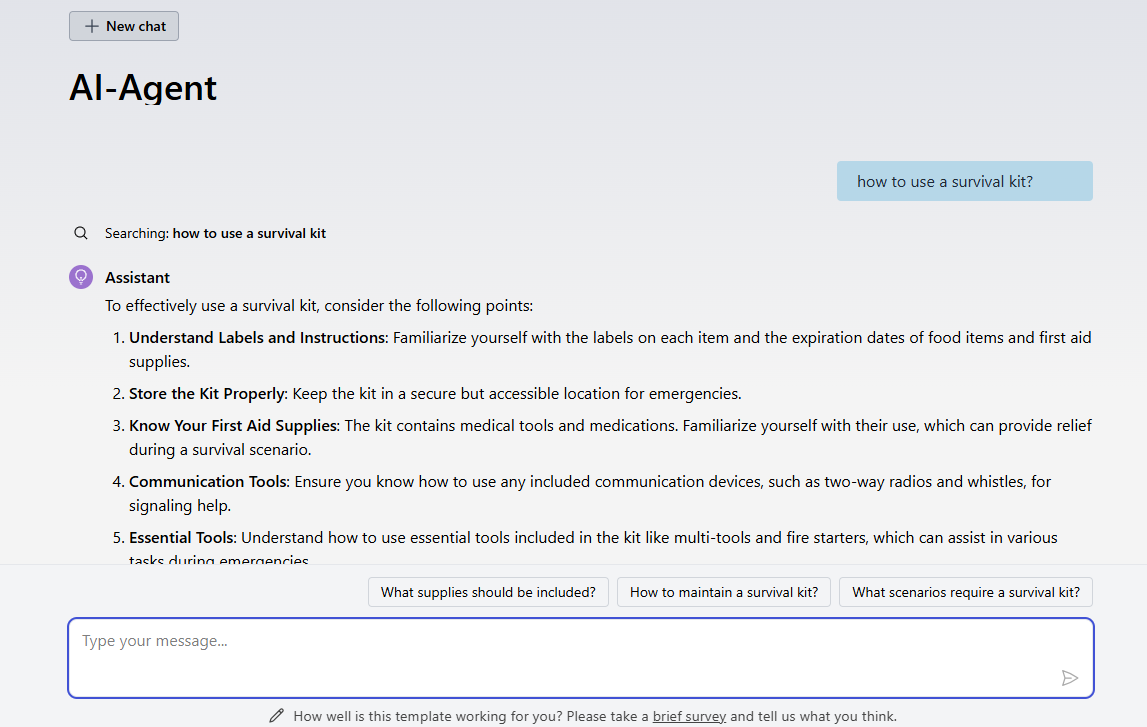 New chat
AI-Agent
how to use a survival kit?
Searching: how to use a survival kit
Assistant
To effectively use a survival kit, consider the following points:
1. Understand Labels and Instructions: Familiarize yourself with the labels on each item and the expiration dates of food items and first aid
supplies.
2. Store the Kit Properly: Keep the kit in a secure but accessible location for emergencies.
3. Know Your First Aid Supplies: The kit contains medical tools and medications. Familiarize yourself with their use, which can provide relief
during a survival scenario.
4. Communication Tools: Ensure you know how to use any included communication devices, such as two-way radios and whistles, for
signaling help.
5. Essential Tools: Understand how to use essential tools included in the kit like multi-tools and fire starters, which can assist in various
tasks during emergencies.
What supplies should be included?
How to maintain a survival kit?
What scenarios require a survival kit?
Type your message...
How well is this template working for you? Please take a brief survey and tell us what you think.